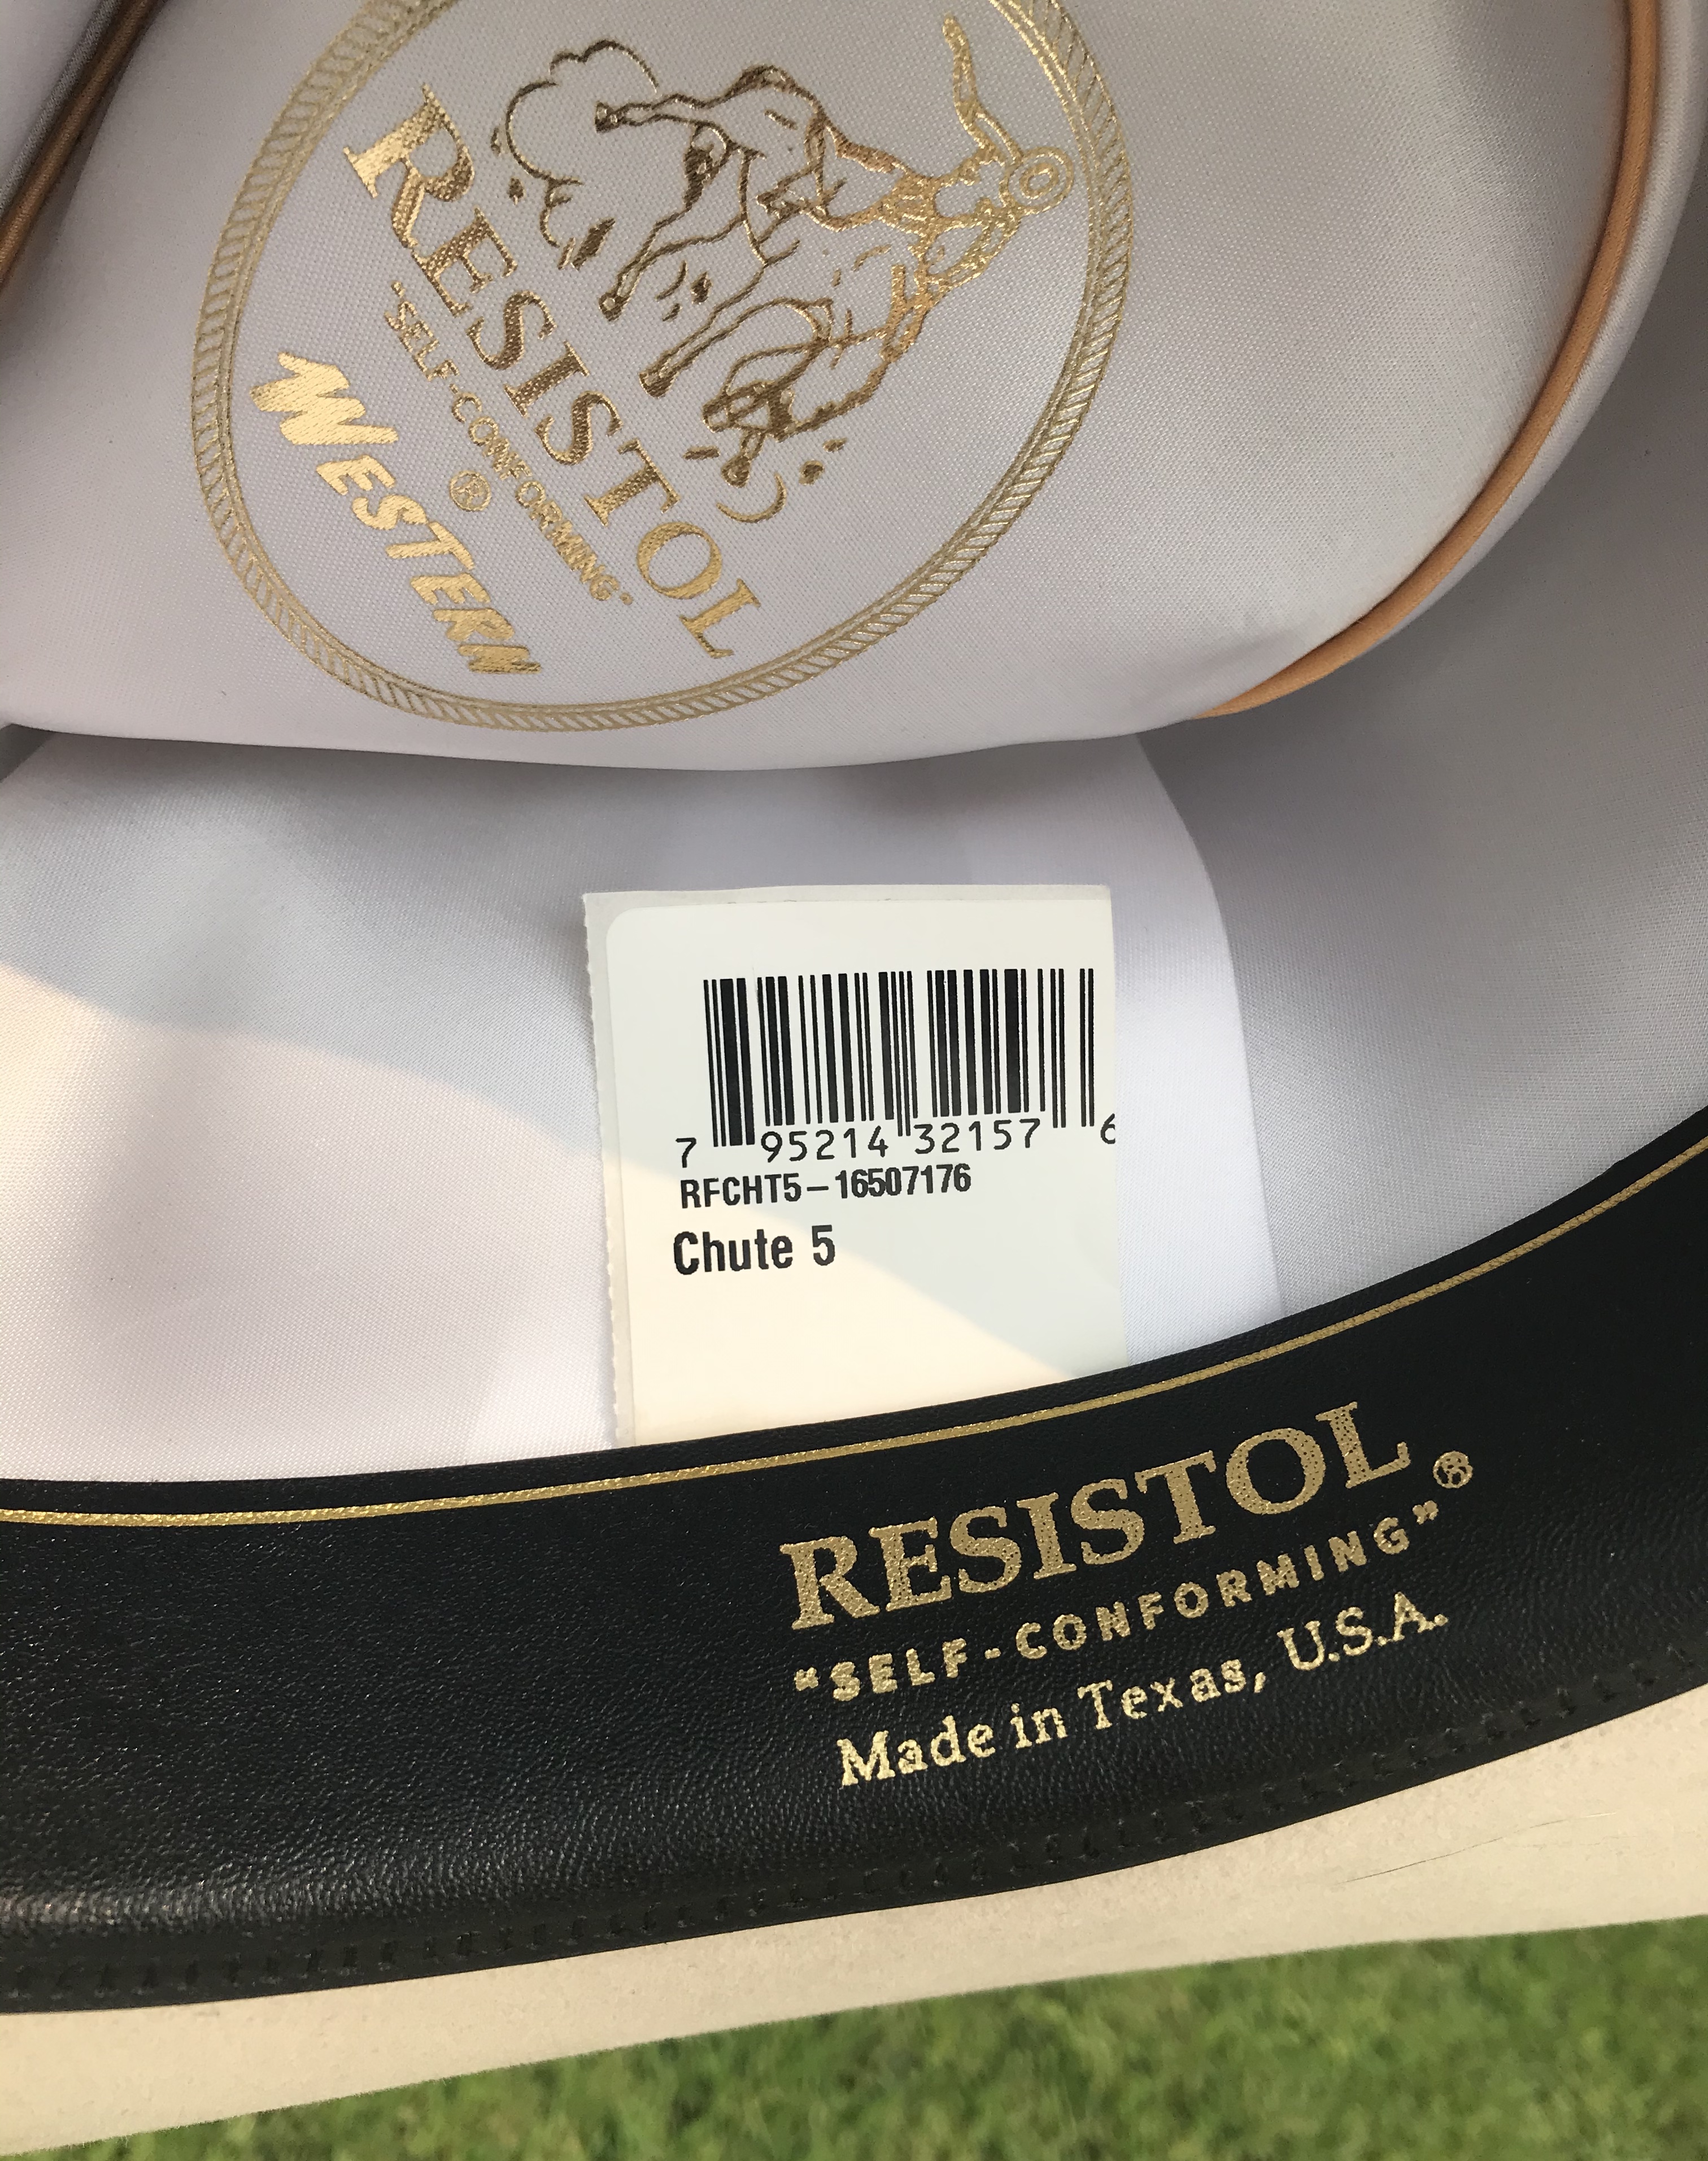 RESISTOL
"SELF-CONFORMING"
®
WESTERN
7 95214 32157 6
RFCHT5-16507176
Chute 5
RESISTOL®
"SELF-CONFORMING"
Made in Texas, U.S.A.